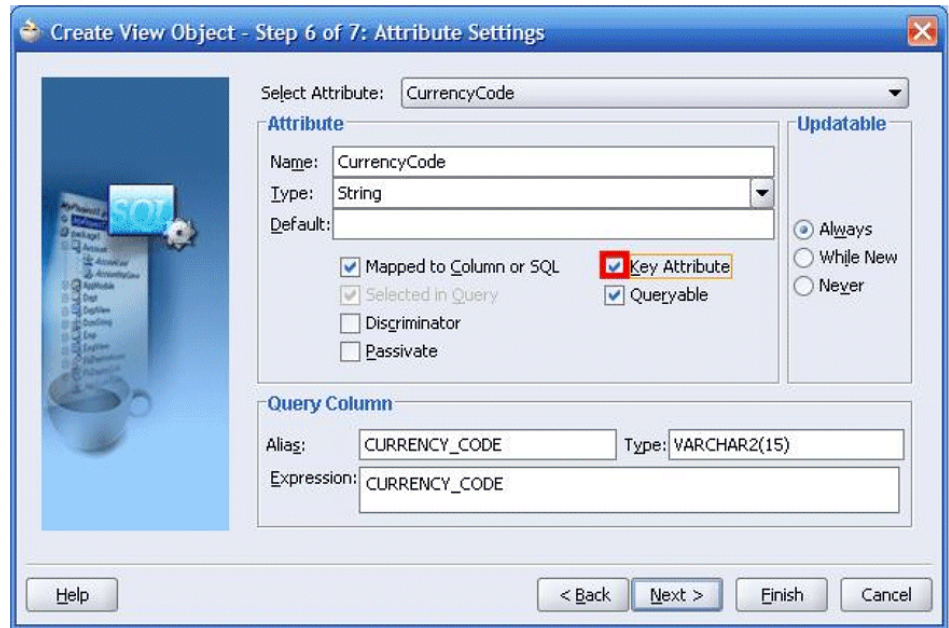 Create View Object - Step 6 of 7: Attribute Settings
Select Attribute: CurrencyCode
Attribute
Updatable
Name: CurrencyCode
Type: String
Default:
Always
While New
Never
Mapped to Column or SQL Key Attribute
Selected in Query Queryable
Discriminator
Passivate
SQL
Query Column
Alias: CURRENCY_CODE Type: VARCHAR2(15)
Expression: CURRENCY_CODE
Help < Back Next > Finish Cancel